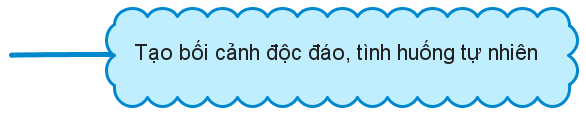 Tạo bối cảnh độc đáo, tình huống tự nhiên